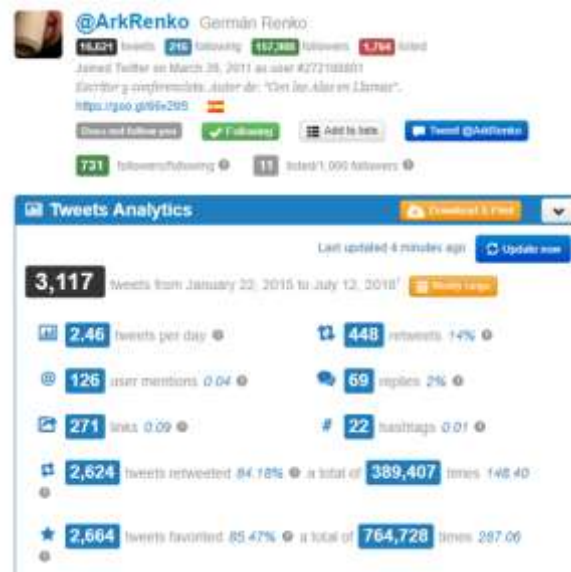 @ArkRenko Germán Renko
16,621 tweets 216 following 157,988 followers 1,764 listed
Joined Twitter on March 28, 2011 as user #272188801
Escritor y conferencista. Autor de: "Con las Alas en Llamas".
Does not follow you Following Add to lists Tweet @ArkRenko
731 followers/following 11 listed/1,000 followers
Tweets Analytics Download & Print
Last updated 4 minutes ago Update now
3,117 tweets from January 22, 2015 to July 12, 2018
2,46 tweets per day 448 retweets 14%
@ 126 user mentions 0.04 69 replies 2%
271 links 0.09 # 22 hashtags 0.01
2,624 tweets retweeted 84.18% a total of 389,407 times 148.40
2,664 tweets favorited 85.47% a total of 764,728 times 287.06